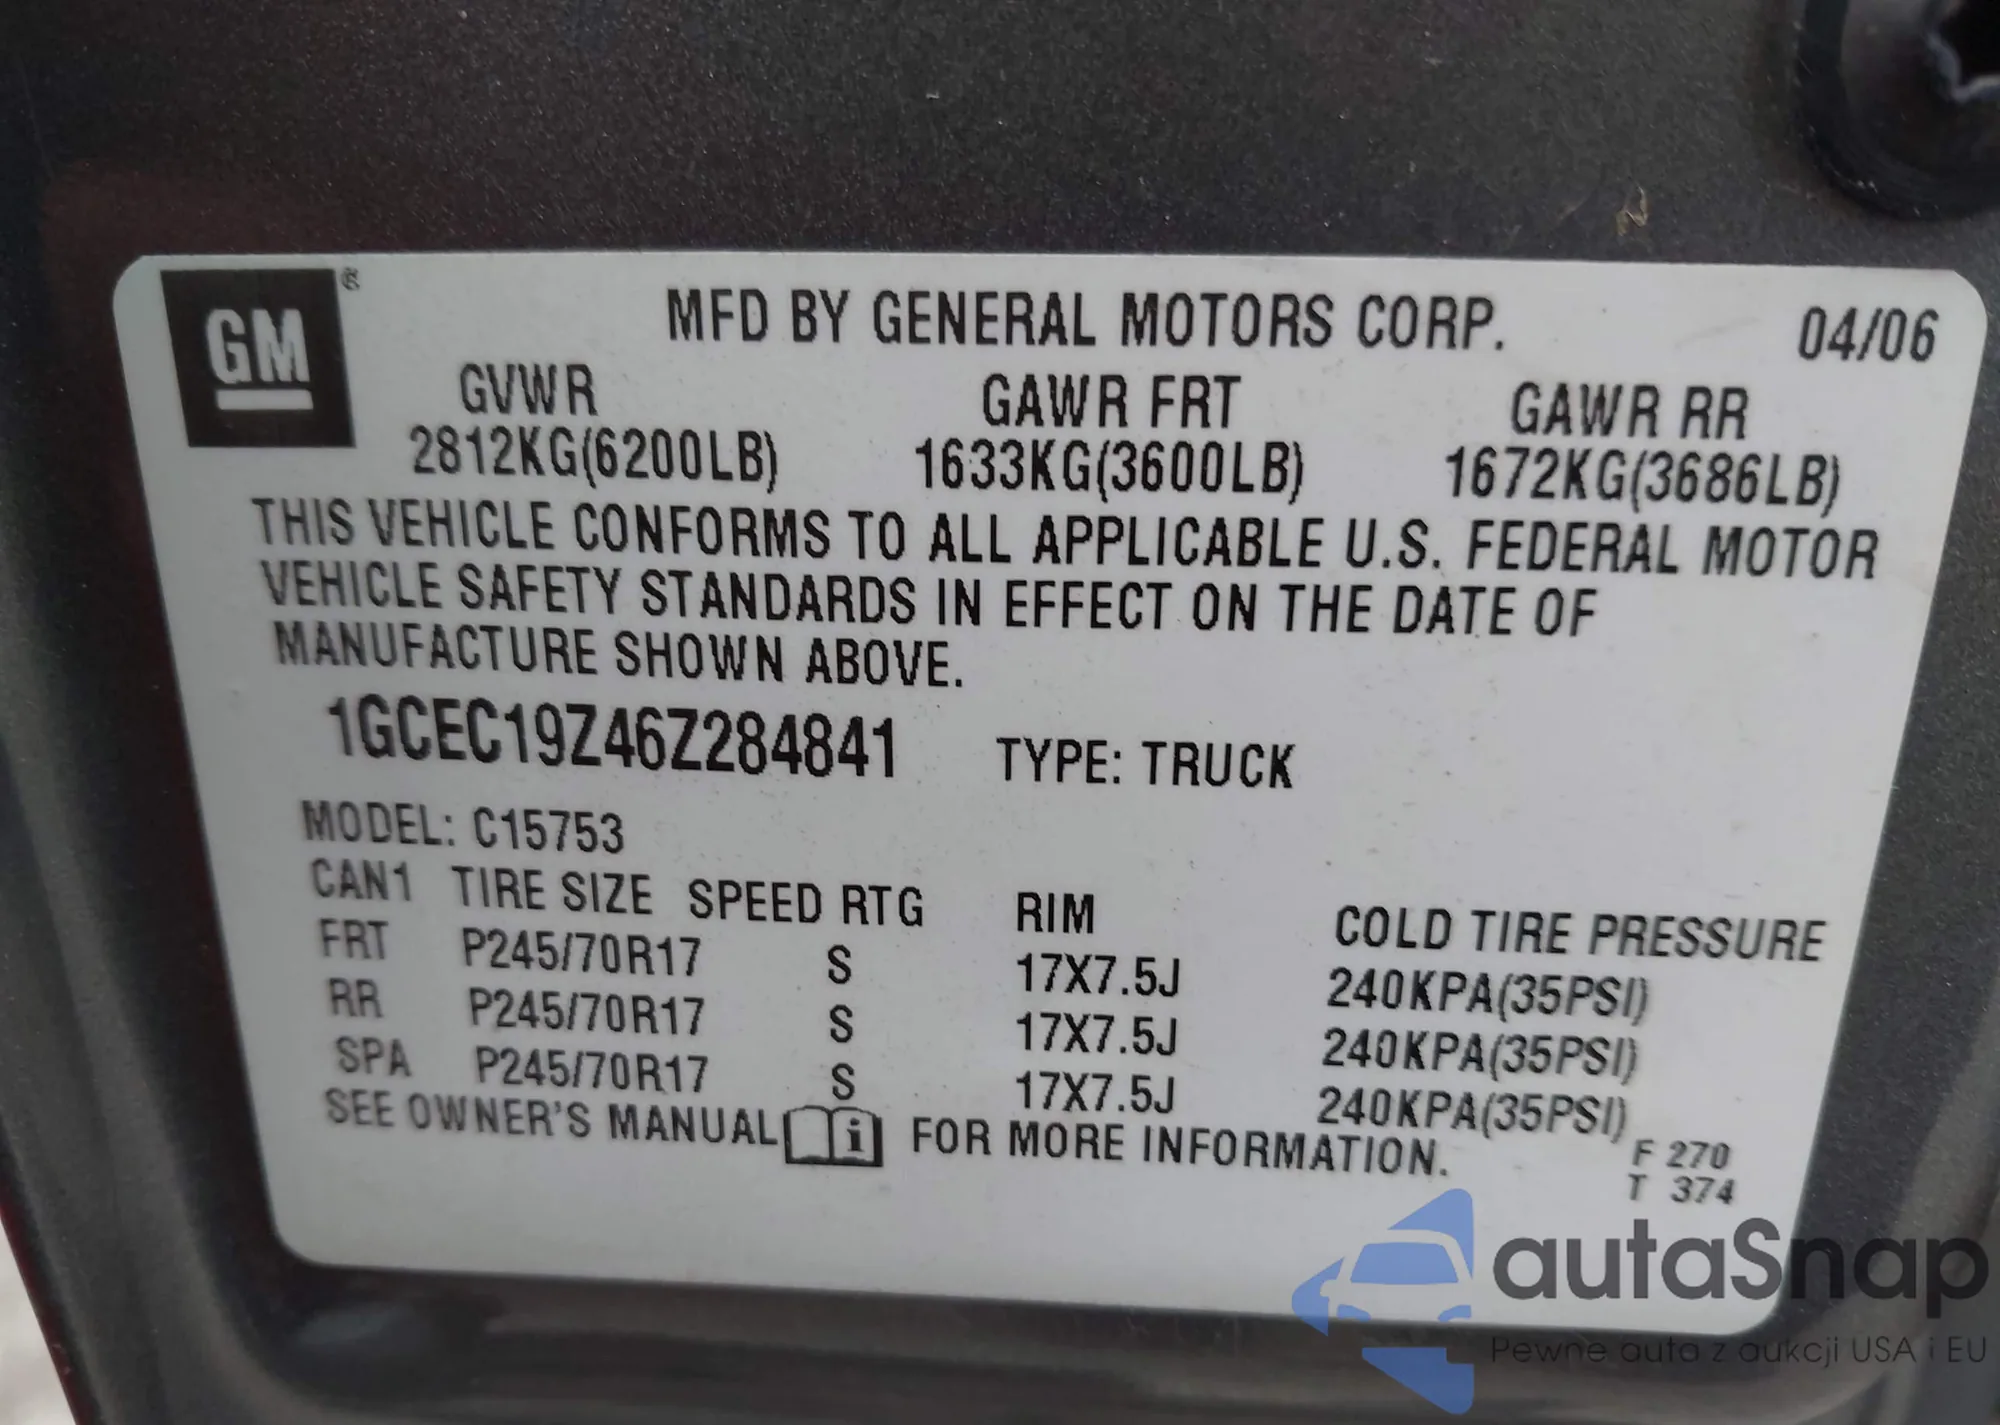 GM®
MFD BY GENERAL MOTORS CORP. 04/06
GVWR GAWR FRT GAWR RR
2812KG(6200LB) 1633KG(3600LB) 1672KG(3686LB)
THIS VEHICLE CONFORMS TO ALL APPLICABLE U.S. FEDERAL MOTOR
VEHICLE SAFETY STANDARDS IN EFFECT ON THE DATE OF
MANUFACTURE SHOWN ABOVE.
1GCEC19Z46Z284841 TYPE: TRUCK
MODEL: C15753
CAN1 TIRE SIZE SPEED RTG RIM COLD TIRE PRESSURE
FRT P245/70R17 S 17X7.5J 240KPA(35PSI)
RR P245/70R17 S 17X7.5J 240KPA(35PSI)
SPA P245/70R17 S 17X7.5J 240KPA(35PSI)
SEE OWNER'S MANUAL i FOR MORE INFORMATION.
F 270
T 374
autaSnap
Pewne auta z aukcji USA i EU